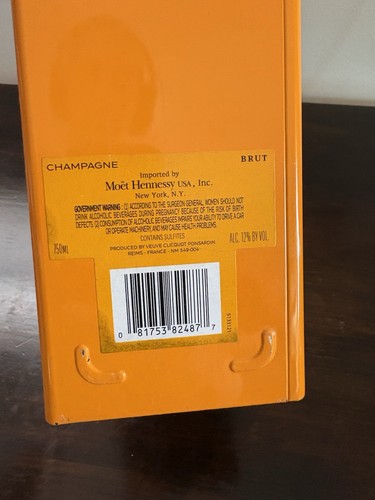 CHAMPAGNE BRUT
Imported by
Moët Hennessy USA, Inc.
New York, N.Y.
GOVERNMENT WARNING: (1) ACCORDING TO THE SURGEON GENERAL, WOMEN SHOULD NOT
DRINK ALCOHOLIC BEVERAGES DURING PREGNANCY BECAUSE OF THE RISK OF BIRTH
DEFECTS. (2) CONSUMPTION OF ALCOHOLIC BEVERAGES IMPAIRS YOUR ABILITY TO DRIVE A CAR
OR OPERATE MACHINERY, AND MAY CAUSE HEALTH PROBLEMS.
CONTAINS SULFITES
750ML ALC. 12% BY VOL.
PRODUCED BY VEUVE CLICQUOT PONSARDIN
REIMS - FRANCE - NM 549-004
0 81753 82487 7